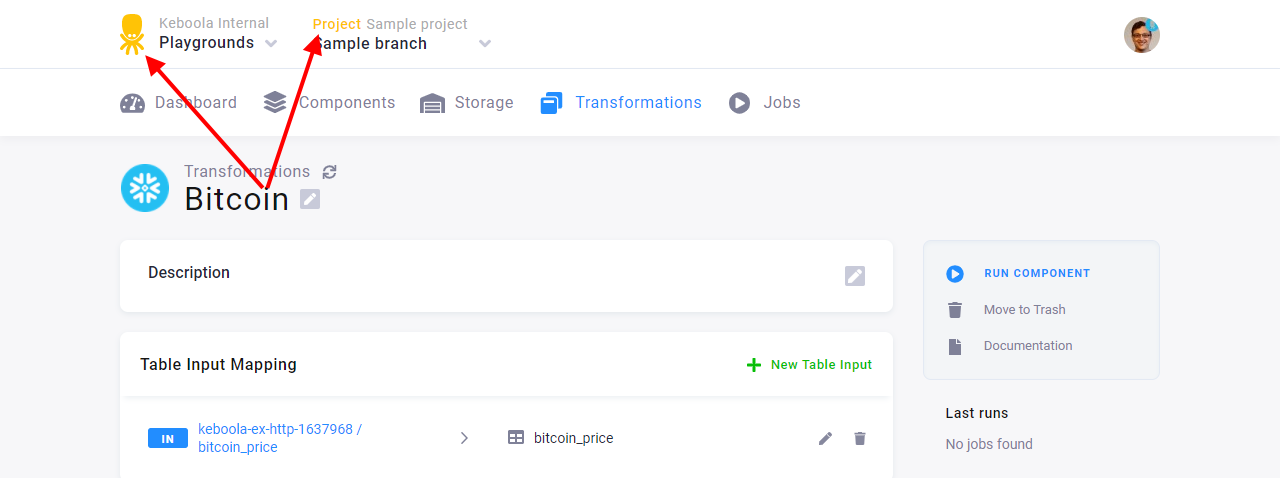 Keboola Internal
Playgrounds
Project Sample project
Sample branch
Dashboard
Components
Storage
Transformations
Jobs
Transformations
Bitcoin
Description
RUN COMPONENT
Move to Trash
Documentation
Table Input Mapping
New Table Input
IN
keboola-ex-http-1637968 /
bitcoin_price
bitcoin_price
Last runs
No jobs found